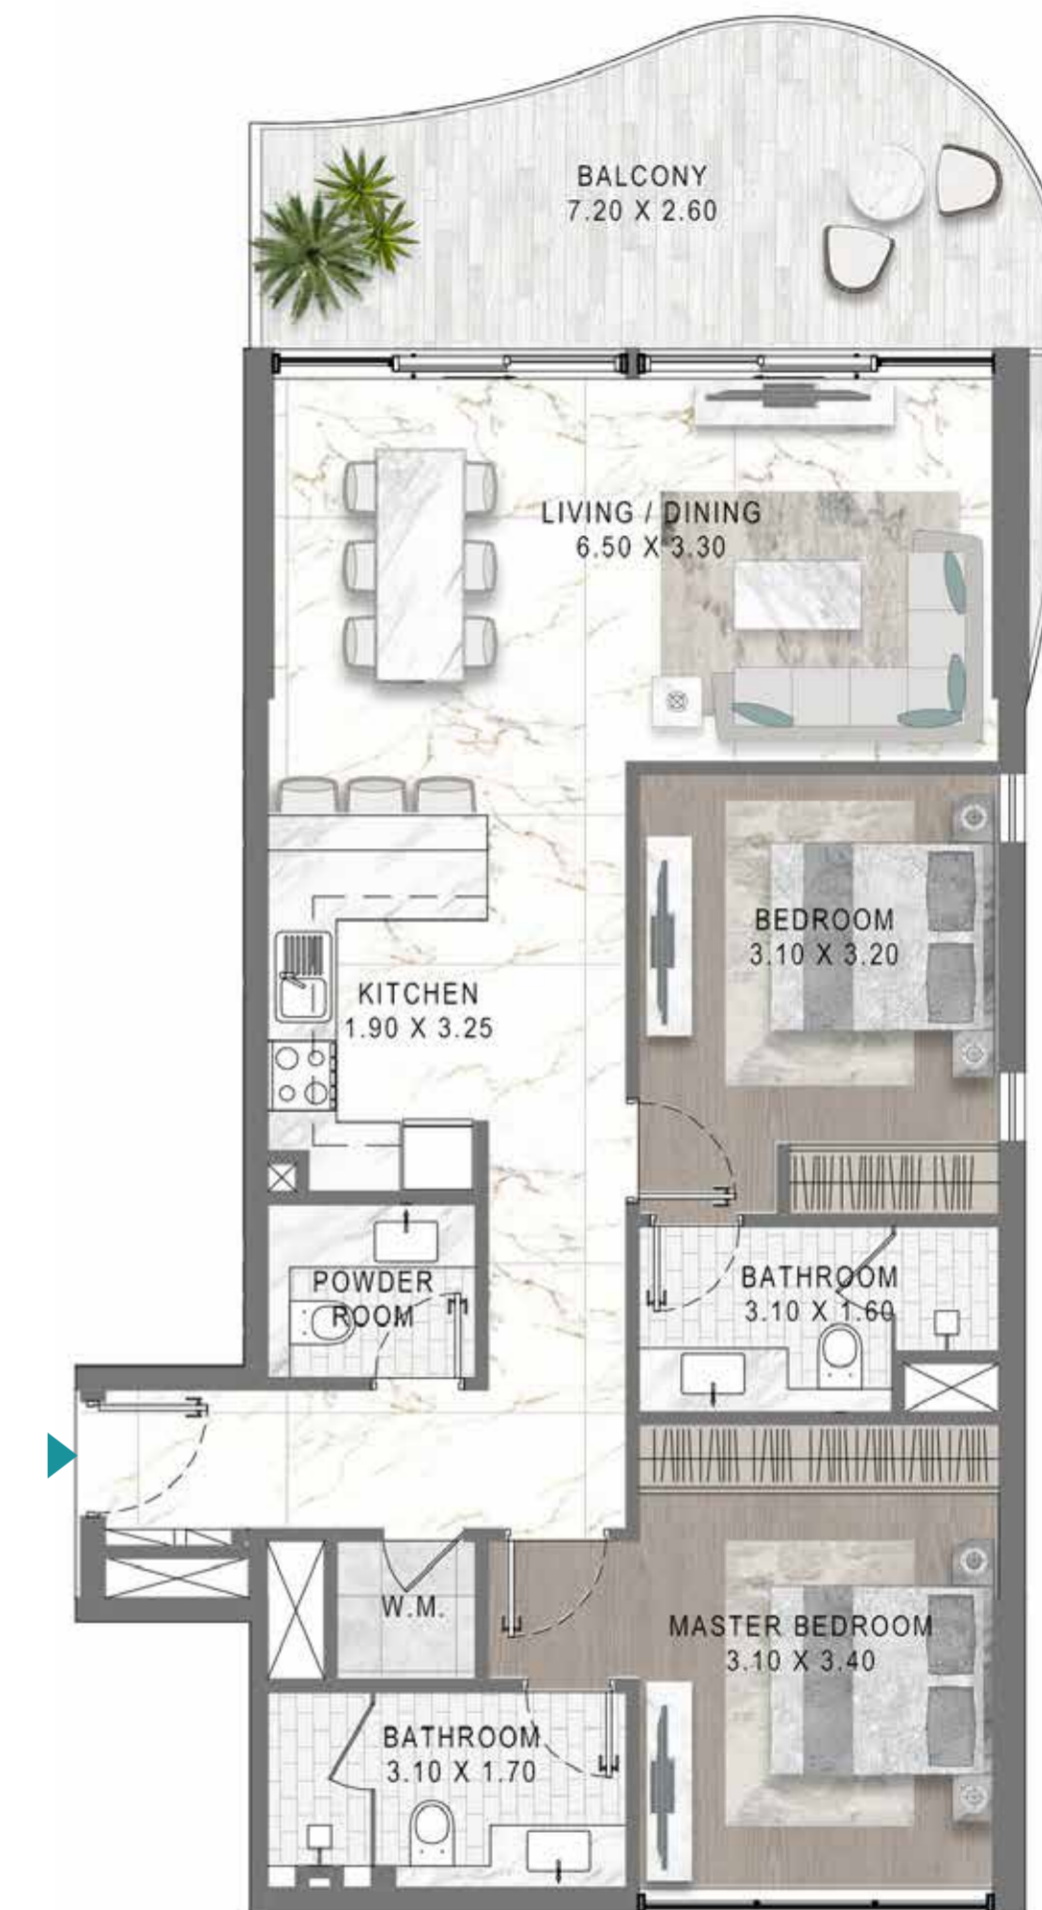 BALCONY
7.20 X 2.60
LIVING / DINING
6.50 X 3.30
BEDROOM
3.10 X 3.20
KITCHEN
1.90 X 3.25
POWDER
ROOM
BATHROOM
3.10 X 1.60
W.M.
MASTER BEDROOM
3.10 X 3.40
BATHROOM
3.10 X 1.70